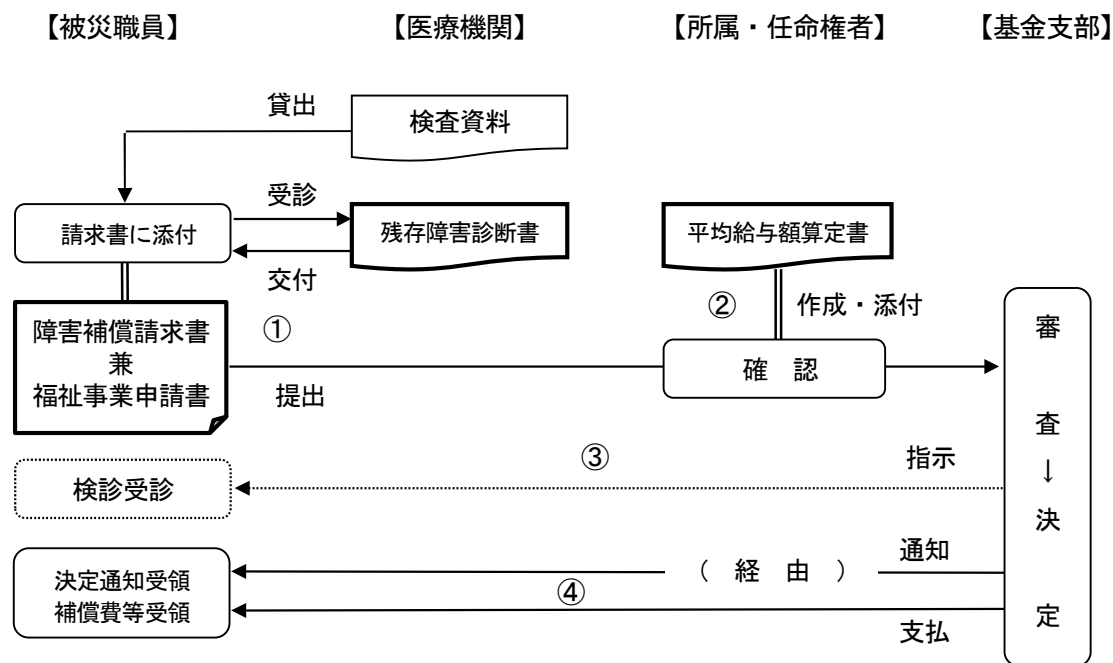 【被災職員】 【医療機関】 【所属・任命権者】 【基金支部】
貸出
検査資料
受診
請求書に添付
残存障害診断書
平均給与額算定書
交付
②
作成・添付
障害補償請求書
兼
福祉事業申請書
①
提出
確 認
審
査
↓
決
定
③
指示
検診受診
通知
（ 経 由 ）
決定通知受領
補償費等受領
④
支払